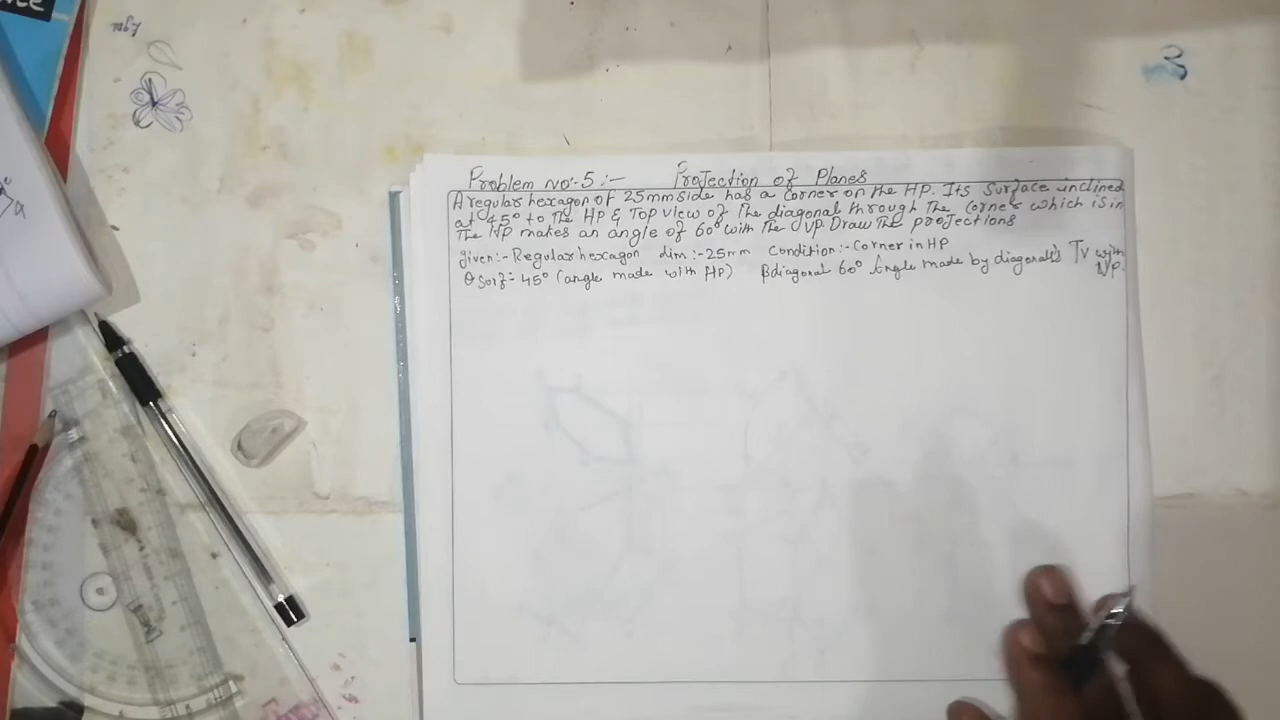 Problem no:-5:- Projection of Planes
A regular hexagon of 25mm side has a corner on the HP. Its surface inclined
at 45° to the HP & Top view of The diagonal through The corner which is in
The HP makes an angle of 60° with the VP. Draw The projections
given:- Regular hexagon dim:- 25mm condition:- corner in HP
θ surf= 45° (angle made with HP) β diagonal 60° Angle made by diagonal's Tv with
VP.